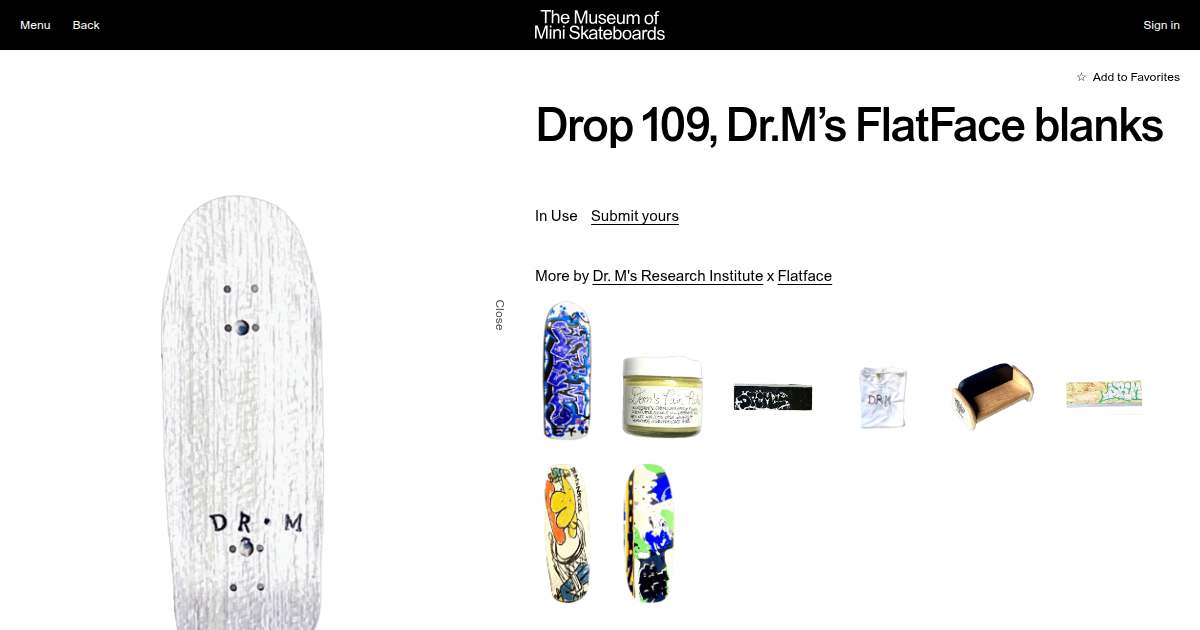 Menu
Back
The Museum of
Mini Skateboards
Sign in
☆ Add to Favorites
Drop 109, Dr.M’s FlatFace blanks
In Use Submit yours
More by Dr. M's Research Institute x Flatface
Close
DR·M
DRM